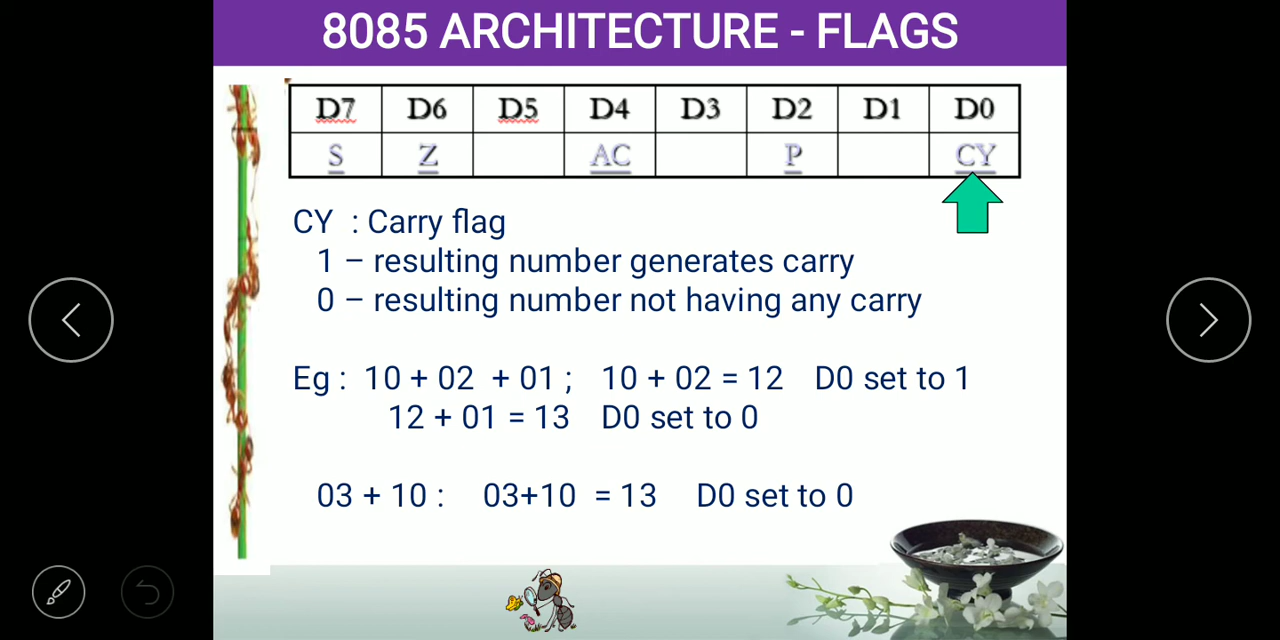 8085 ARCHITECTURE - FLAGS
D7 D6 D5 D4 D3 D2 D1 D0
S Z AC P CY
CY : Carry flag
1 – resulting number generates carry
0 – resulting number not having any carry
Eg : 10 + 02 + 01 ; 10 + 02 = 12 D0 set to 1
12 + 01 = 13 D0 set to 0
03 + 10 : 03+10 = 13 D0 set to 0